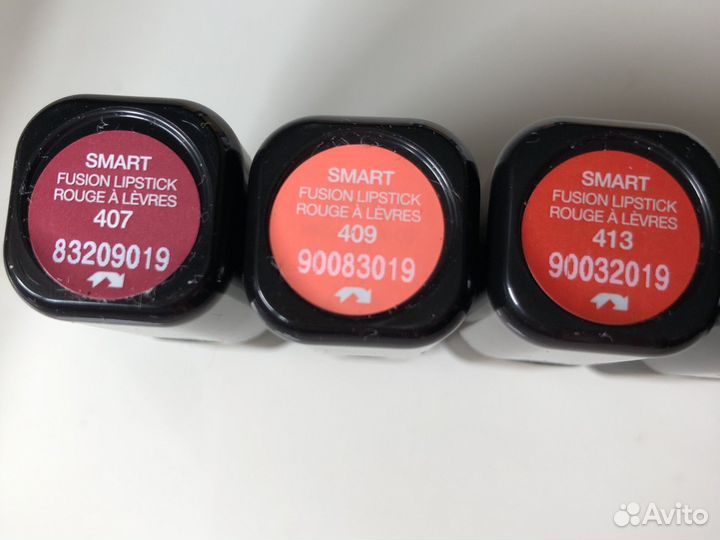 SMART
FUSION LIPSTICK
ROUGE À LÈVRES
407
83209019
SMART
FUSION LIPSTICK
ROUGE À LÈVRES
409
90083019
SMART
FUSION LIPSTICK
ROUGE À LÈVRES
413
90032019
Avito